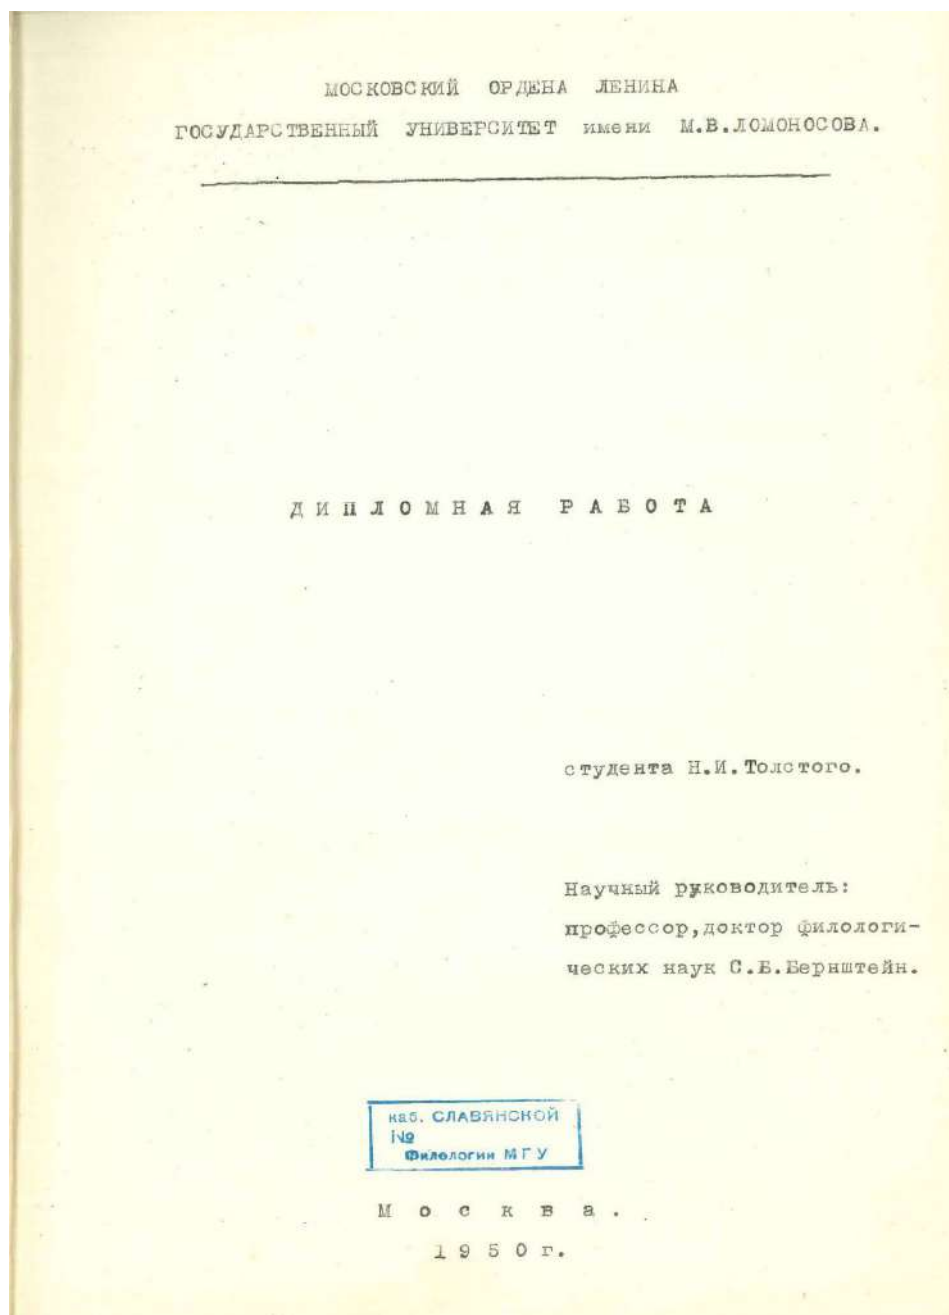 МОСКОВСКИЙ ОРДЕНА ЛЕНИНА
ГОСУДАРСТВЕННЫЙ УНИВЕРСИТЕТ имени М.В.ЛОМОНОСОВА.
ДИПЛОМНАЯ РАБОТА
студента Н.И.Толстого.
Научный руководитель:
профессор,доктор филологи-
ческих наук С.Б.Бернштейн.
каб. СЛАВЯНСКОЙ
№
Филологии МГУ
Москва.
1950г.